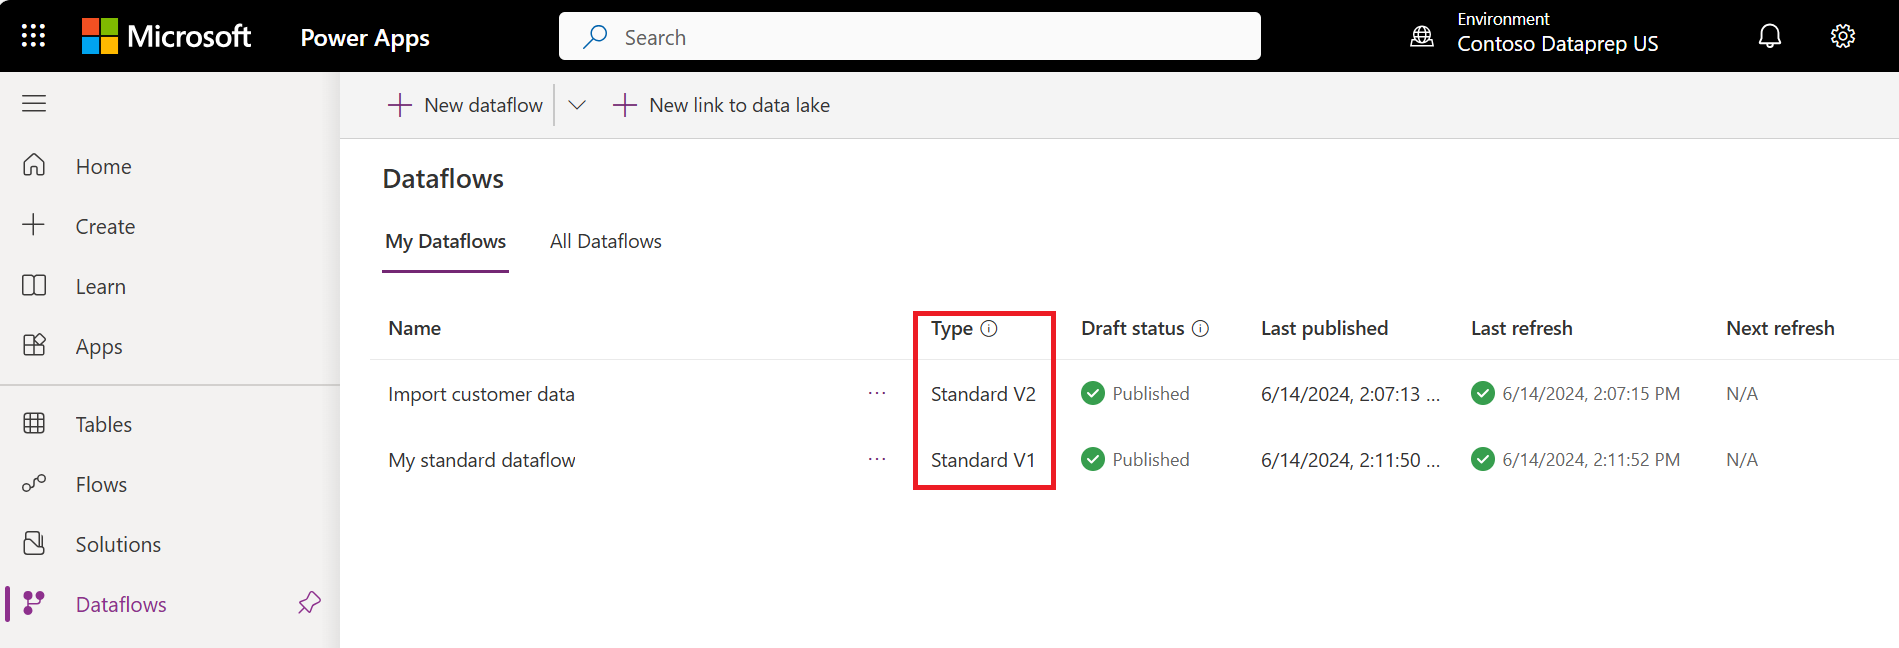 Microsoft Power Apps Search Environment
Contoso Dataprep US
New dataflow New link to data lake
Home
Create
Learn
Apps
Tables
Flows
Solutions
Dataflows
Dataflows
My Dataflows All Dataflows
Name Type Draft status Last published Last refresh Next refresh
Import customer data ··· Standard V2 Published 6/14/2024, 2:07:13 ... 6/14/2024, 2:07:15 PM N/A
My standard dataflow ··· Standard V1 Published 6/14/2024, 2:11:50 ... 6/14/2024, 2:11:52 PM N/A